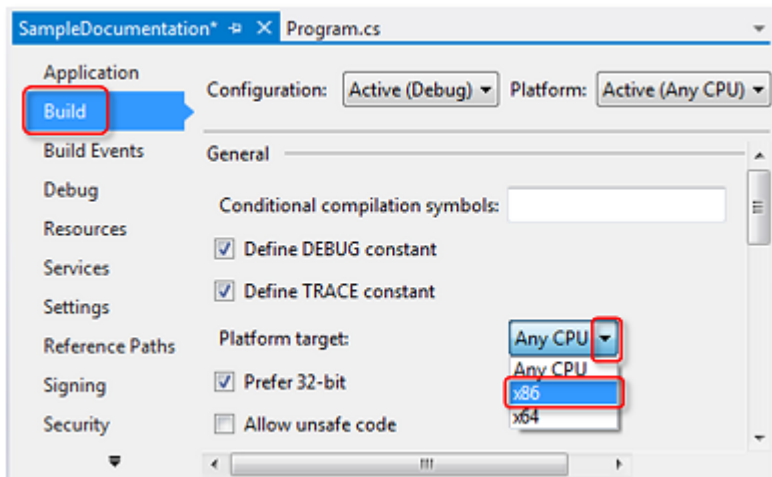 SampleDocumentation* Program.cs
Application
Build
Build Events
Debug
Resources
Services
Settings
Reference Paths
Signing
Security
Configuration: Active (Debug) Platform: Active (Any CPU)
General
Conditional compilation symbols:
Define DEBUG constant
Define TRACE constant
Platform target: Any CPU
Any CPU
x86
x64
Prefer 32-bit
Allow unsafe code